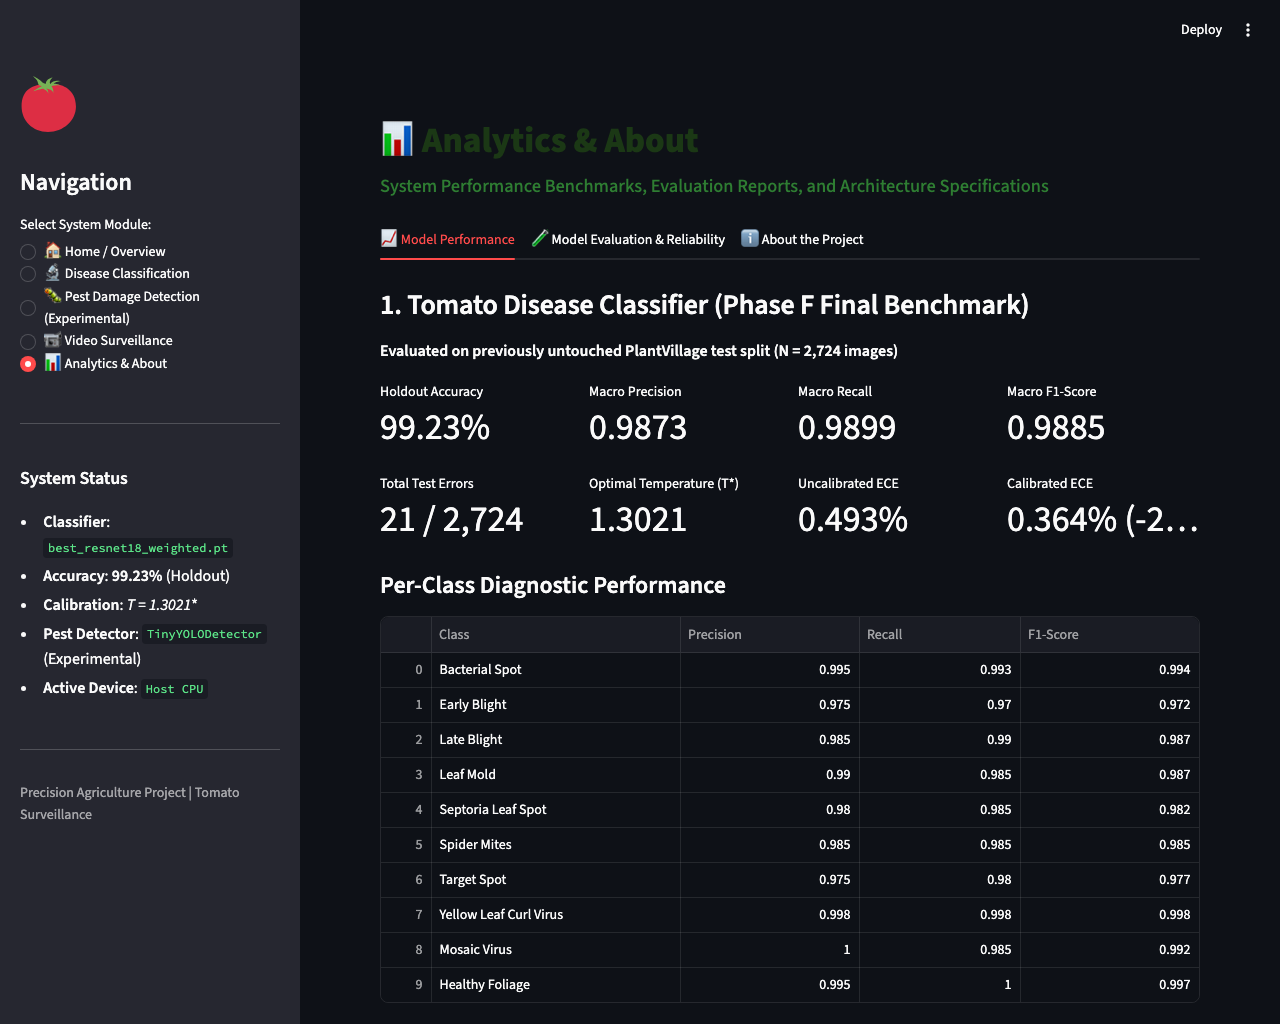 Deploy
Navigation
Select System Module:
Home / Overview
Disease Classification
Pest Damage Detection
(Experimental)
Video Surveillance
Analytics & About
System Status
Classifier:
best_resnet18_weighted.pt
Accuracy: 99.23% (Holdout)
Calibration: T = 1.3021*
Pest Detector: TinyYOLODetector
(Experimental)
Active Device: Host CPU
Precision Agriculture Project | Tomato
Surveillance
Analytics & About
System Performance Benchmarks, Evaluation Reports, and Architecture Specifications
Model Performance Model Evaluation & Reliability About the Project
1. Tomato Disease Classifier (Phase F Final Benchmark)
Evaluated on previously untouched PlantVillage test split (N = 2,724 images)
Holdout Accuracy Macro Precision Macro Recall Macro F1-Score
99.23% 0.9873 0.9899 0.9885
Total Test Errors Optimal Temperature (T*) Uncalibrated ECE Calibrated ECE
21 / 2,724 1.3021 0.493% 0.364% (-2...
Per-Class Diagnostic Performance
Class Precision Recall F1-Score
0 Bacterial Spot 0.995 0.993 0.994
1 Early Blight 0.975 0.97 0.972
2 Late Blight 0.985 0.99 0.987
3 Leaf Mold 0.99 0.985 0.987
4 Septoria Leaf Spot 0.98 0.985 0.982
5 Spider Mites 0.985 0.985 0.985
6 Target Spot 0.975 0.98 0.977
7 Yellow Leaf Curl Virus 0.998 0.998 0.998
8 Mosaic Virus 1 0.985 0.992
9 Healthy Foliage 0.995 1 0.997